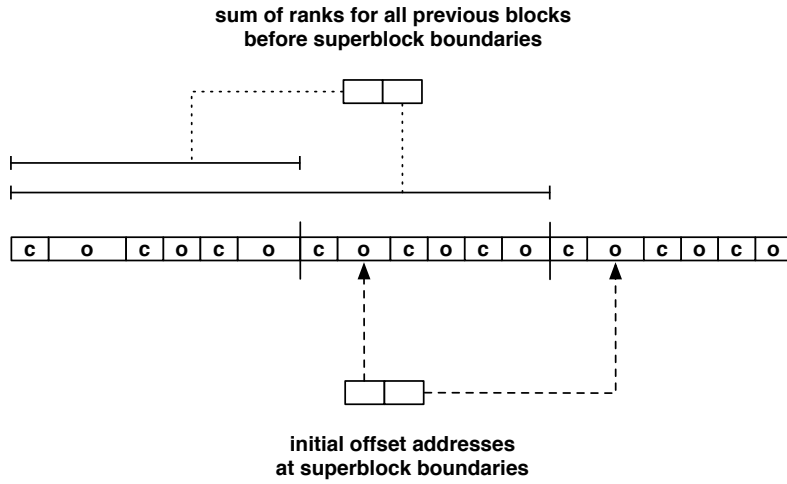 sum of ranks for all previous blocks
before superblock boundaries
c o c o c o c o c o c o c o c o c o
initial offset addresses
at superblock boundaries